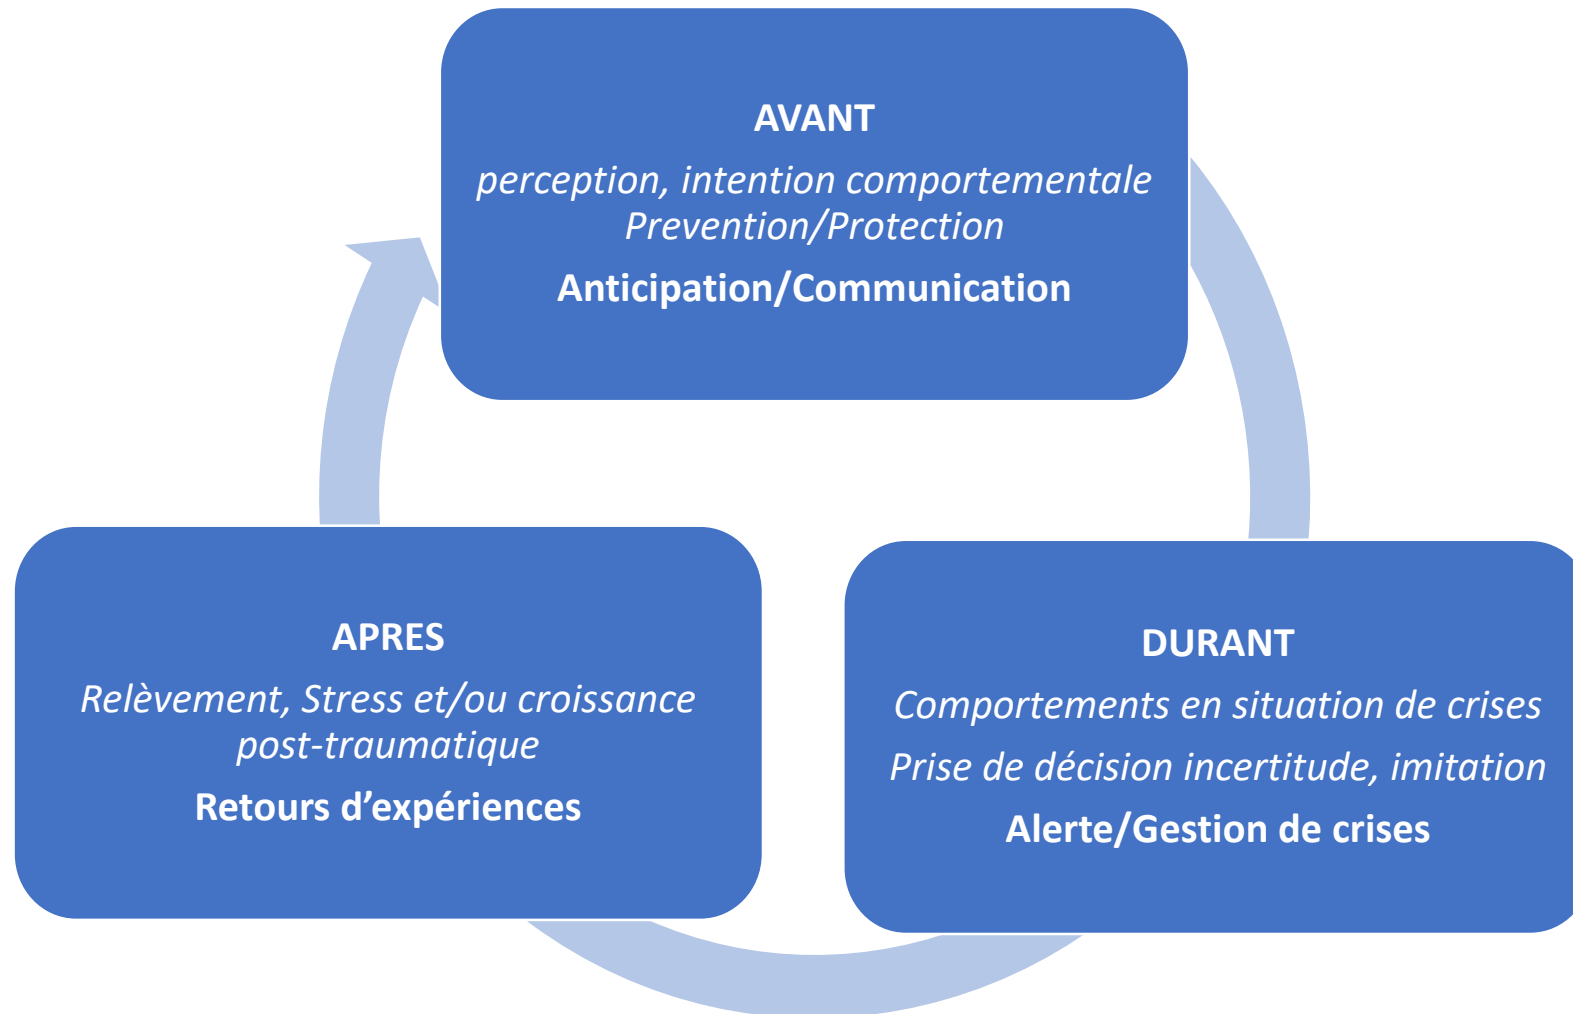 AVANT
perception, intention comportementale
Prevention/Protection
Anticipation/Communication
APRES
Relèvement, Stress et/ou croissance
post-traumatique
Retours d’expériences
DURANT
Comportements en situation de crises
Prise de décision incertitude, imitation
Alerte/Gestion de crises